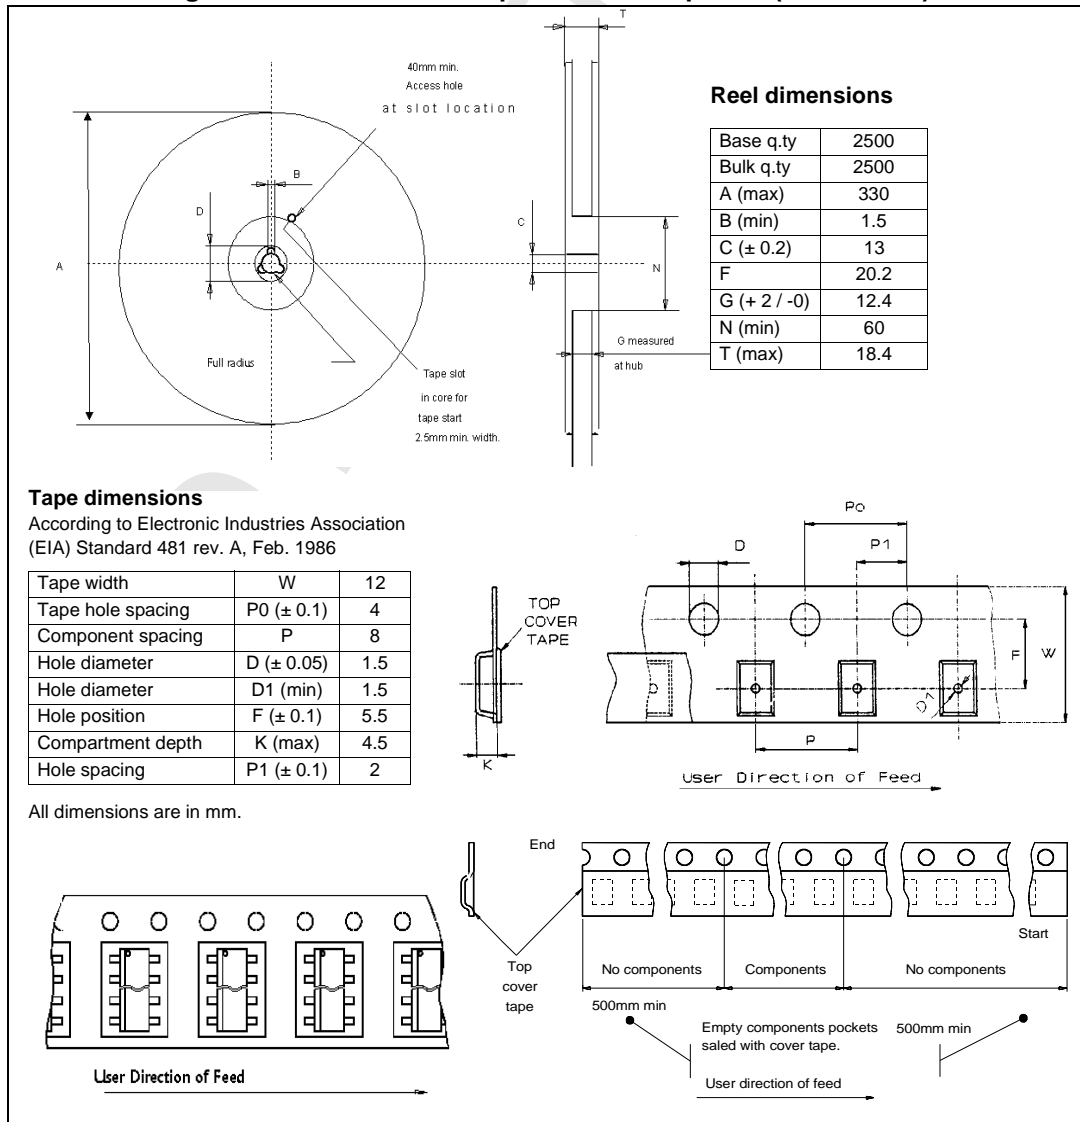 T
40mm min.
Access hole
at slot location
B
D
C
A
N
Full radius
Tape slot
in core for
tape start
2.5mm min. width.
G measured
at hub
Reel dimensions
Base q.ty 2500
Bulk q.ty 2500
A (max) 330
B (min) 1.5
C (± 0.2) 13
F 20.2
G (+ 2 / -0) 12.4
N (min) 60
T (max) 18.4
Tape dimensions
According to Electronic Industries Association
(EIA) Standard 481 rev. A, Feb. 1986
Tape width W 12
Tape hole spacing P0 (± 0.1) 4
Component spacing P 8
Hole diameter D (± 0.05) 1.5
Hole diameter D1 (min) 1.5
Hole position F (± 0.1) 5.5
Compartment depth K (max) 4.5
Hole spacing P1 (± 0.1) 2
All dimensions are in mm.
Po
D
P1
TOP
COVER
TAPE
F
W
K
P
User Direction of Feed
End
Start
Top
cover
tape
No components
Components
No components
500mm min
Empty components pockets
saled with cover tape.
500mm min
User direction of feed
User Direction of Feed